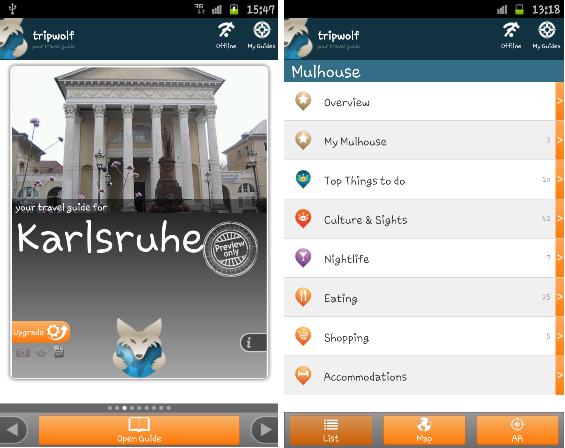 15:47
tripwolf
your travel guide
Offline
My Guides
your travel guide for
Karlsruhe
Preview only
Upgrade
i
Open Guide
13:18
tripwolf
your travel guide
Offline
My Guides
Mulhouse
Overview >
My Mulhouse 3 >
Top Things to do 10 >
Culture & Sights 42 >
Nightlife 7 >
Eating 25 >
Shopping 5 >
Accommodations >
List
Map
AR